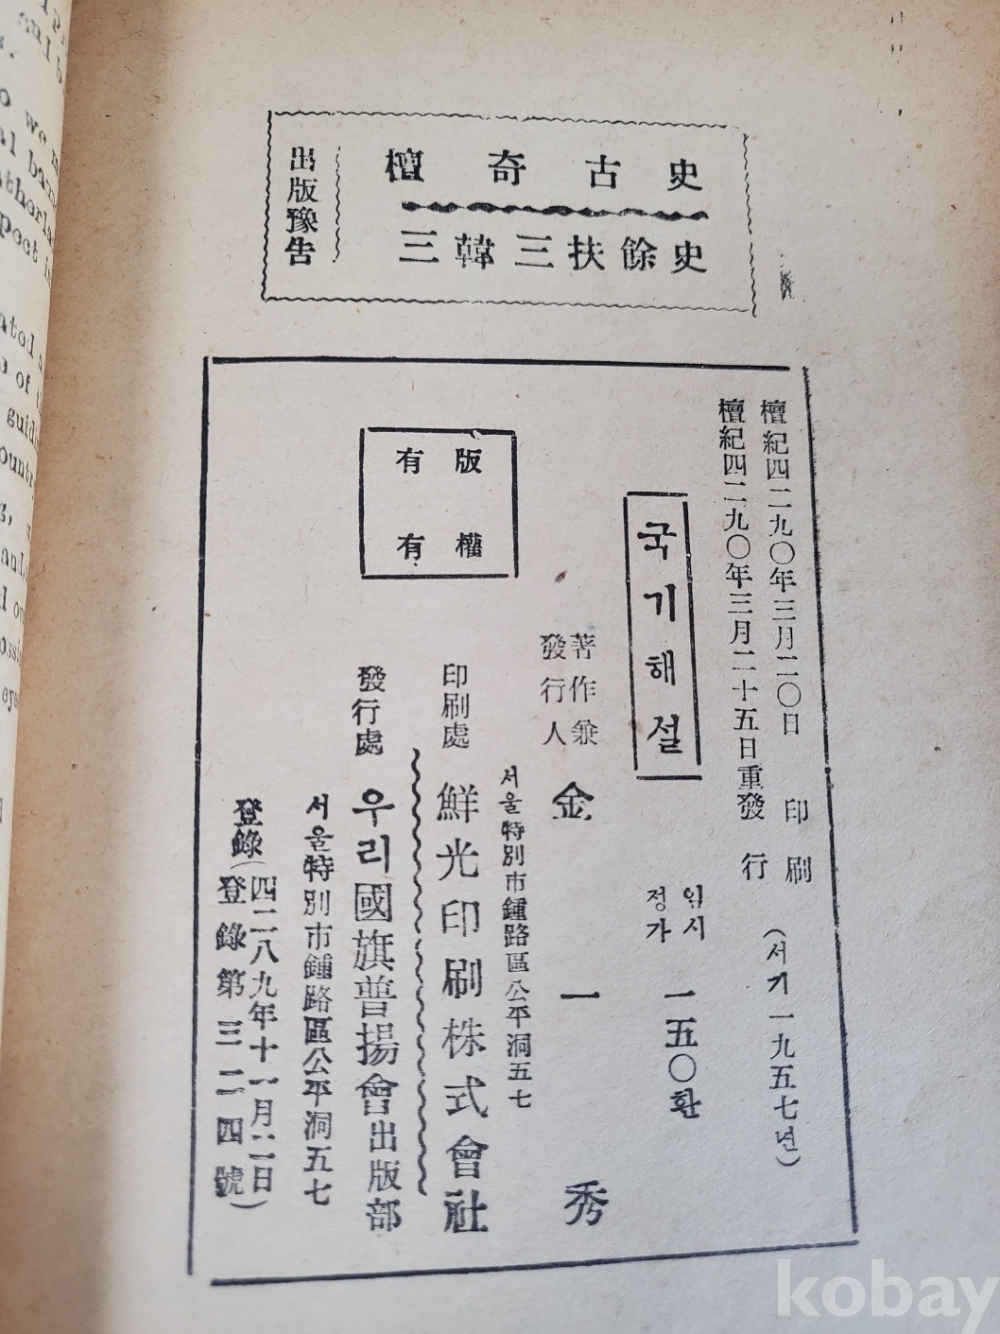 出版豫告
檀奇古史
三韓三扶餘史
檀紀四二九〇年三月二〇日 印刷
檀紀四二九〇年三月二十五日重發行
(서기一九五七년)
국기해설
임시
정가
一五〇환
著作兼
發行人
金一秀
서울特別市鍾路區公平洞五七
印刷處
鮮光印刷株式會社
發行處
우리國旗普揚會出版部
서울特別市鍾路區公平洞五七
登錄(四二八九年十一月二日)
登錄第三二四號
版權
有有
kobay